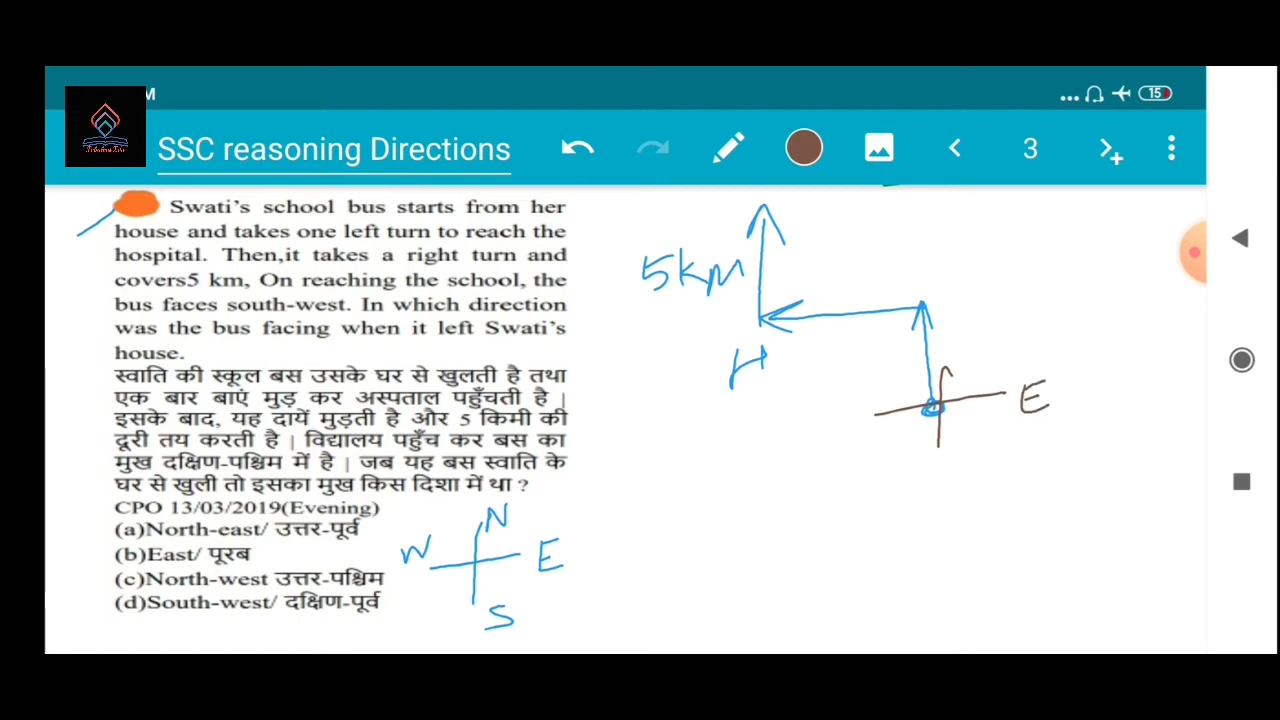 M
15
SSC reasoning Directions
3
Swati's school bus starts from her
house and takes one left turn to reach the
hospital. Then,it takes a right turn and
covers5 km, On reaching the school, the
bus faces south-west. In which direction
was the bus facing when it left Swati's
house.
स्वाति की स्कूल बस उसके घर से खुलती है तथा
एक बार बाएं मुड़ कर अस्पताल पहुँचती है |
इसके बाद, यह दायें मुड़ती है और 5 किमी की
दूरी तय करती है | विद्यालय पहुँच कर बस का
मुख दक्षिण-पश्चिम में है | जब यह बस स्वाति के
घर से खुली तो इसका मुख किस दिशा में था ?
CPO 13/03/2019(Evening)
(a)North-east/ उत्तर-पूर्व
(b)East/ पूरब
(c)North-west उत्तर-पश्चिम
(d)South-west/ दक्षिण-पूर्व
N
W
E
S
5km
H
E